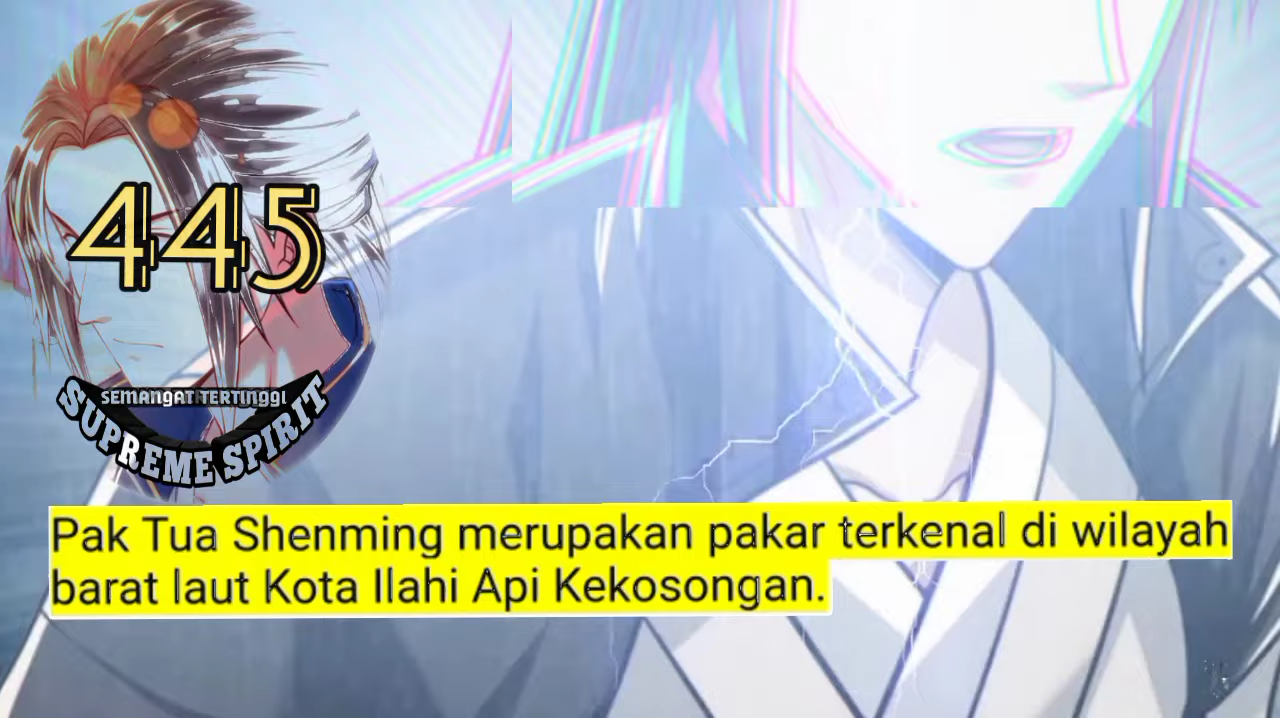 445
SEMANGAT TERTINGGI
SUPREME SPIRIT
Pak Tua Shenming merupakan pakar terkenal di wilayah
barat laut Kota Ilahi Api Kekosongan.